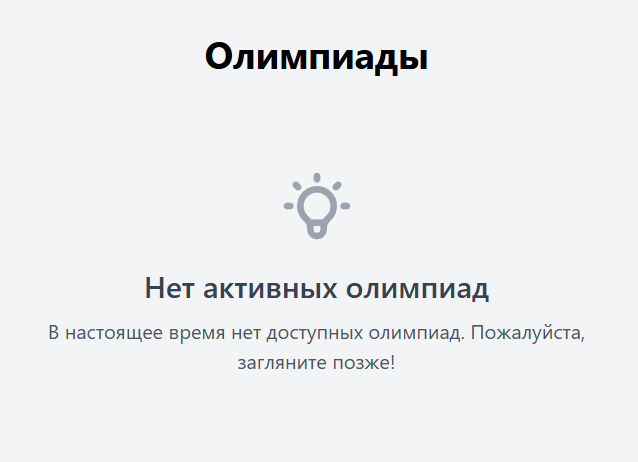 Олимпиады
Нет активных олимпиад
В настоящее время нет доступных олимпиад. Пожалуйста,
загляните позже!